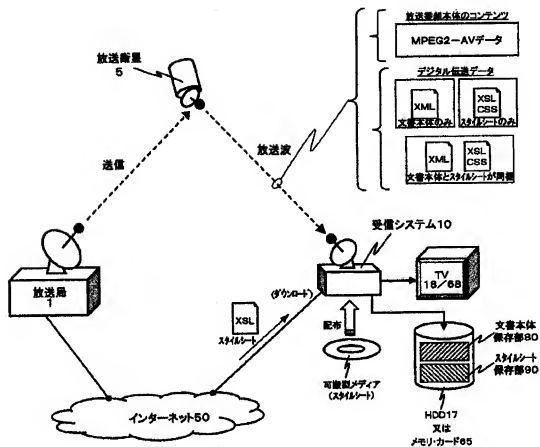 放送番組本体のコンテンツ
MPEG2-AVデータ
デジタル伝送データ
XML
文書本体のみ
XSL
CSS
スタイルシートのみ
XML
XSL
CSS
文書本体とスタイルシートが同梱
放送衛星
5
送信
放送波
受信システム10
放送局
1
TV
18/68
XSL
スタイルシート
(ダウンロード)
配布
可搬型メディア
(スタイルシート)
文書本体
保存部80
スタイルシート
保存部90
HDD17
又は
メモリ・カード65
インターネット50